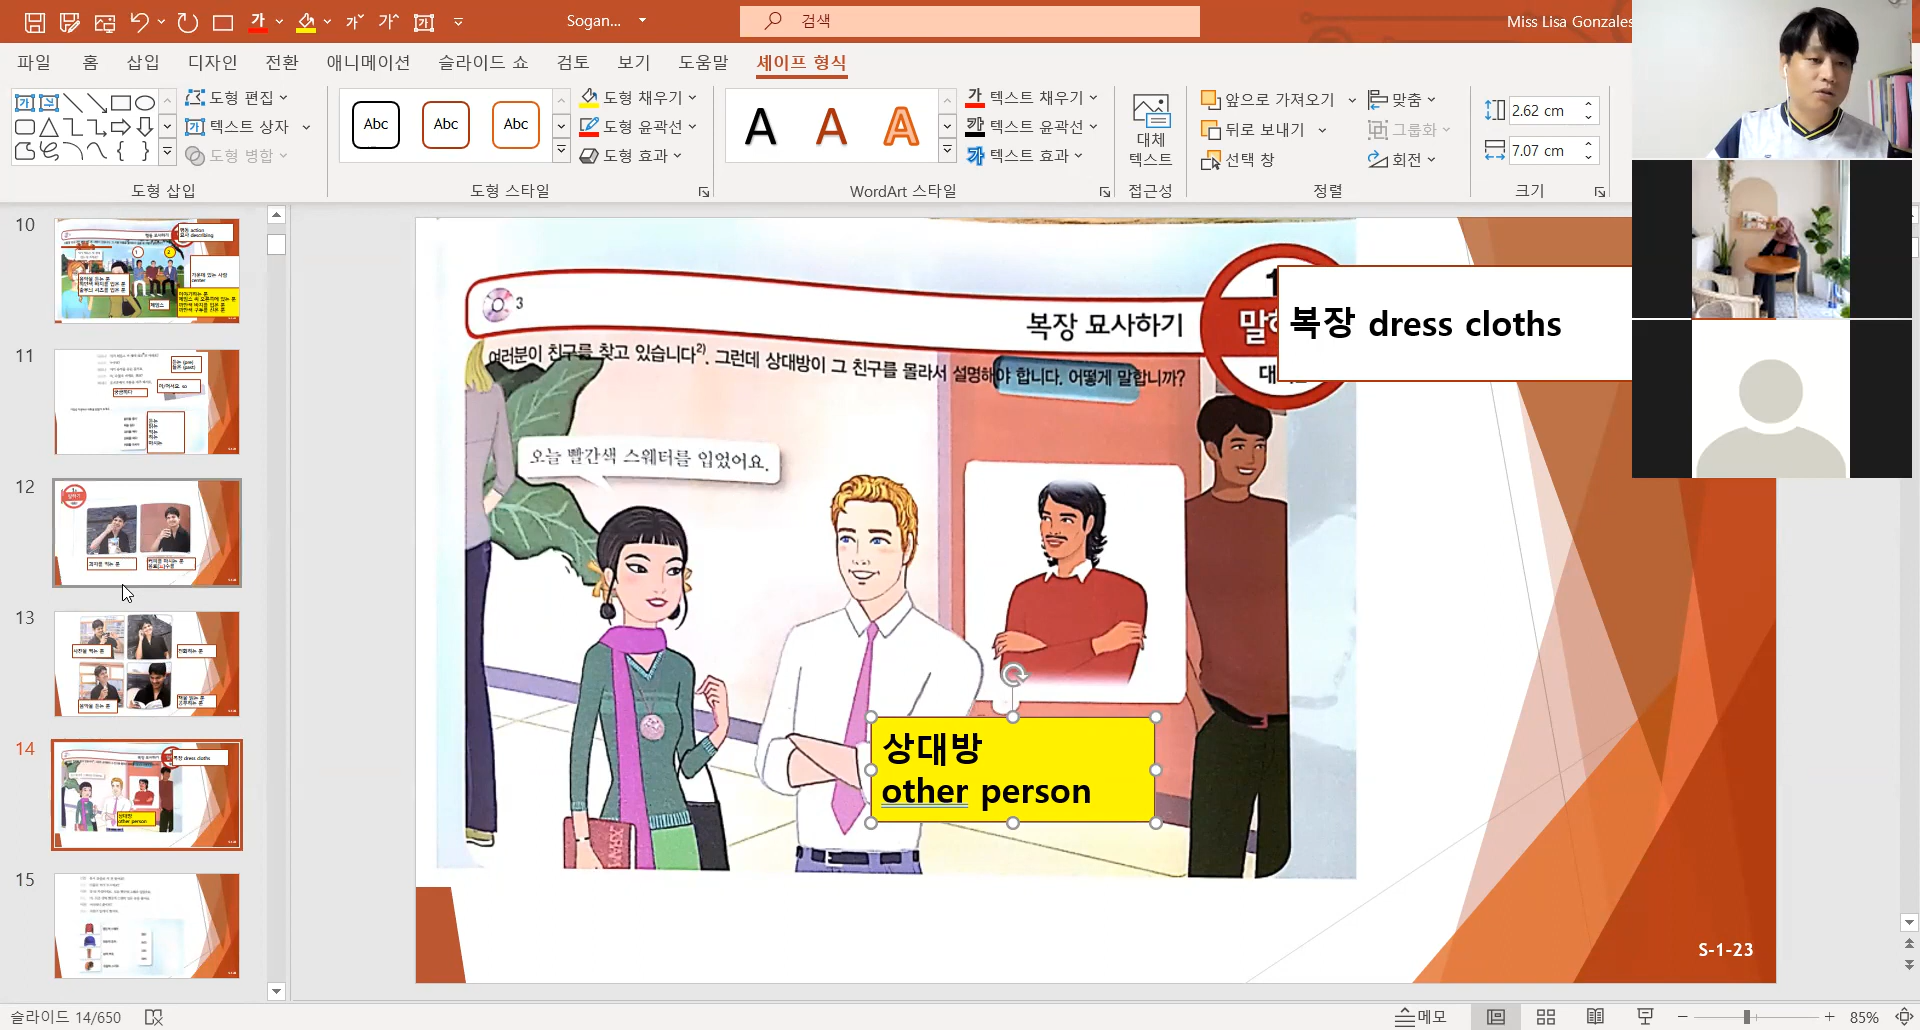 Sogan...
검색
Miss Lisa Gonzales
파일 홈 삽입 디자인 전환 애니메이션 슬라이드 쇼 검토 보기 도움말 셰이프 형식
도형 편집
텍스트 상자
도형 병합
도형 삽입
Abc Abc Abc
도형 채우기
도형 윤곽선
도형 효과
도형 스타일
A A A
텍스트 채우기
텍스트 윤곽선
텍스트 효과
WordArt 스타일
대체
텍스트
접근성
앞으로 가져오기
뒤로 보내기
선택 창
맞춤
그룹화
회전
정렬
2.62 cm
7.07 cm
크기
10
11
12
13
14
15
3
복장 묘사하기
복장 dress cloths
여러분이 친구를 찾고 있습니다2). 그런데 상대방이 그 친구를 몰라서 설명해야 합니다. 어떻게 말합니까?
오늘 빨간색 스웨터를 입었어요.
상대방
other person
S-1-23
슬라이드 14/650
메모
85%